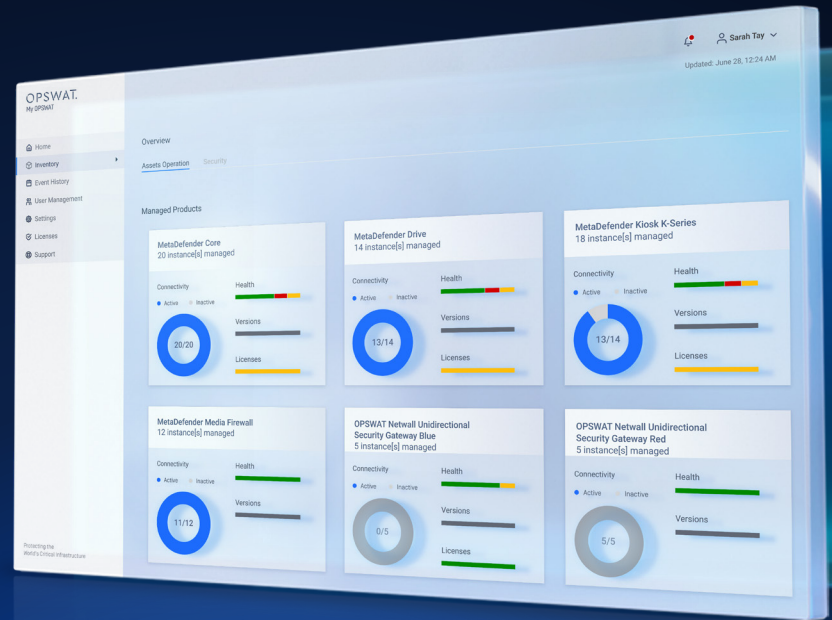 Sarah Tay
Updated: June 28, 12:24 AM
OPSWAT.
My OPSWAT
Home
Inventory
Event History
User Management
Settings
Licenses
Support
Protecting the
World's Critical Infrastructure
Overview
Assets Operation
Security
Managed Products
MetaDefender Core
20 instance[s] managed
Connectivity
Active
Inactive
20/20
Health
Versions
Licenses
MetaDefender Drive
14 instance[s] managed
Connectivity
Active
Inactive
13/14
Health
Versions
Licenses
MetaDefender Kiosk K-Series
18 instance[s] managed
Connectivity
Active
Inactive
13/14
Health
Versions
Licenses
MetaDefender Media Firewall
12 instance[s] managed
Connectivity
Active
Inactive
11/12
Health
Versions
OPSWAT Netwall Unidirectional
Security Gateway Blue
5 instance[s] managed
Connectivity
Active
Inactive
0/5
Health
Versions
Licenses
OPSWAT Netwall Unidirectional
Security Gateway Red
5 instance[s] managed
Connectivity
Active
Inactive
5/5
Health
Versions